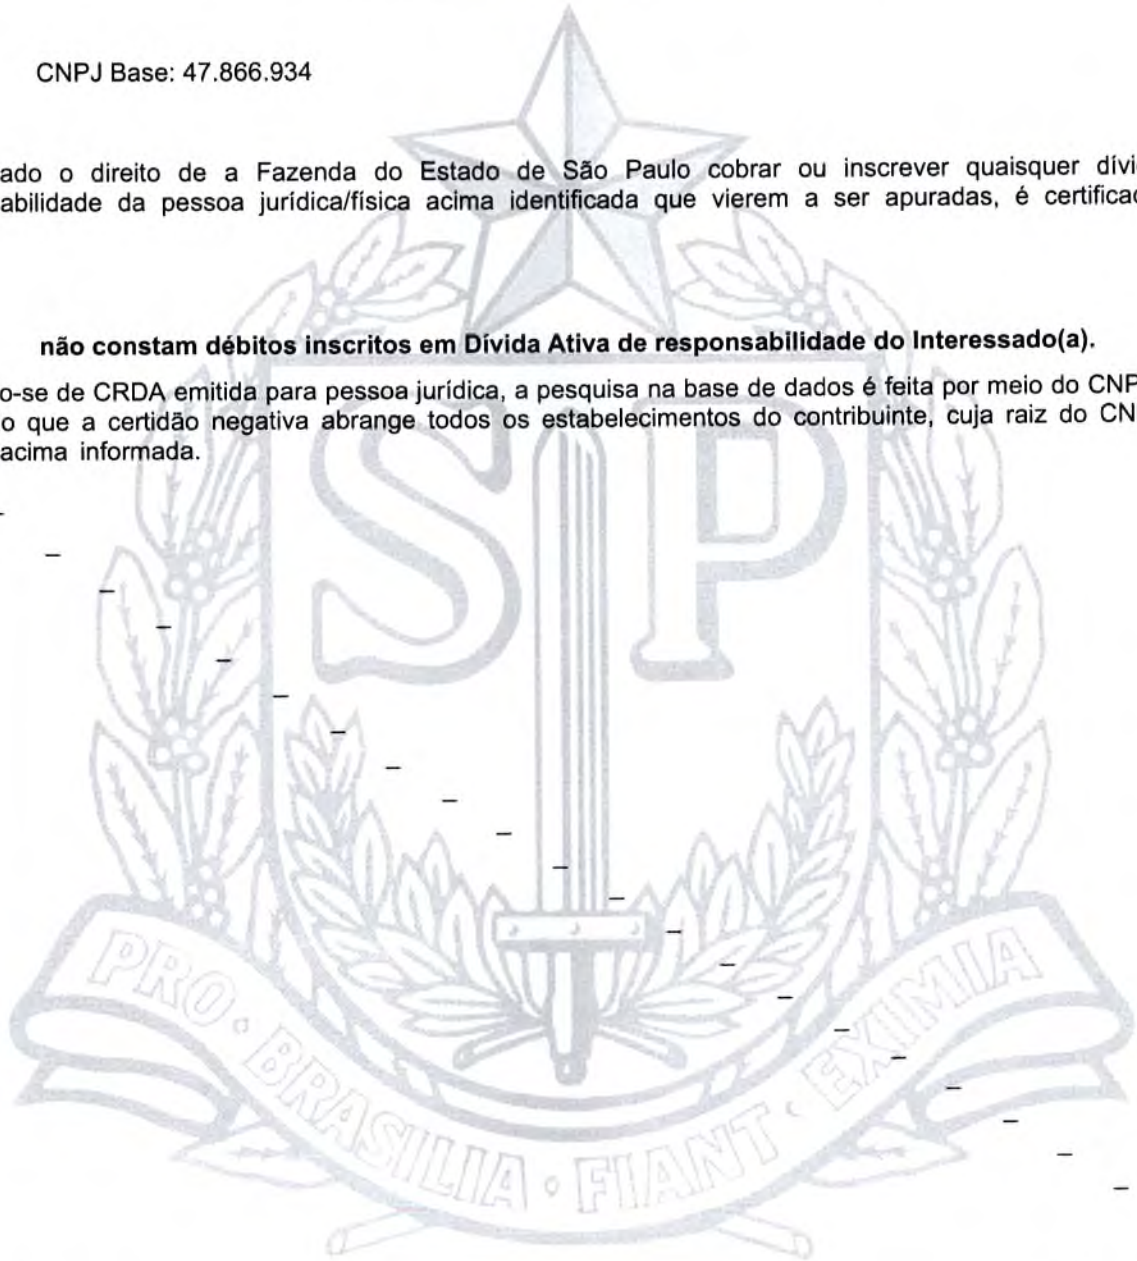 CNPJ Base: 47.866.934
ado o direito de a Fazenda do Estado de São Paulo cobrar ou inscrever quaisquer dívi
abilidade da pessoa jurídica/física acima identificada que vierem a ser apuradas, é certifica
não constam débitos inscritos em Dívida Ativa de responsabilidade do Interessado(a).
o-se de CRDA emitida para pessoa jurídica, a pesquisa na base de dados é feita por meio do CNP
o que a certidão negativa abrange todos os estabelecimentos do contribuinte, cuja raiz do CN
acima informada.
SP
PRO • BRASILIA • FIANT • EXIMIA